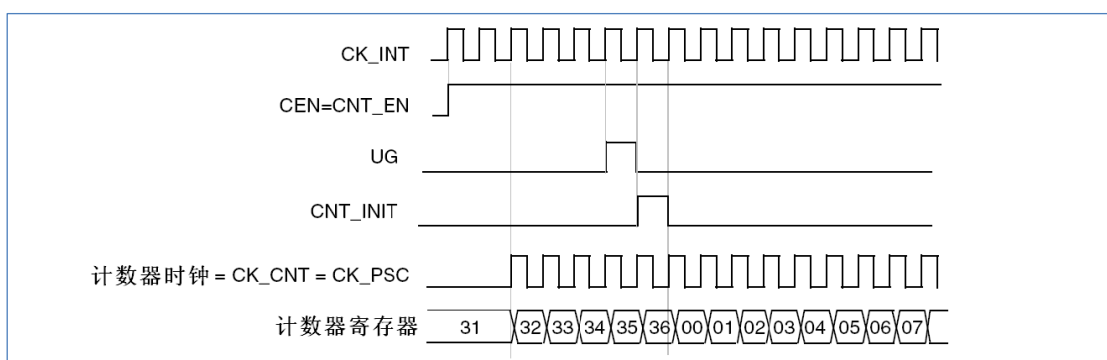 CK_INT
CEN=CNT_EN
UG
CNT_INIT
计数器时钟 = CK_CNT = CK_PSC
计数器寄存器 31 32 33 34 35 36 00 01 02 03 04 05 06 07